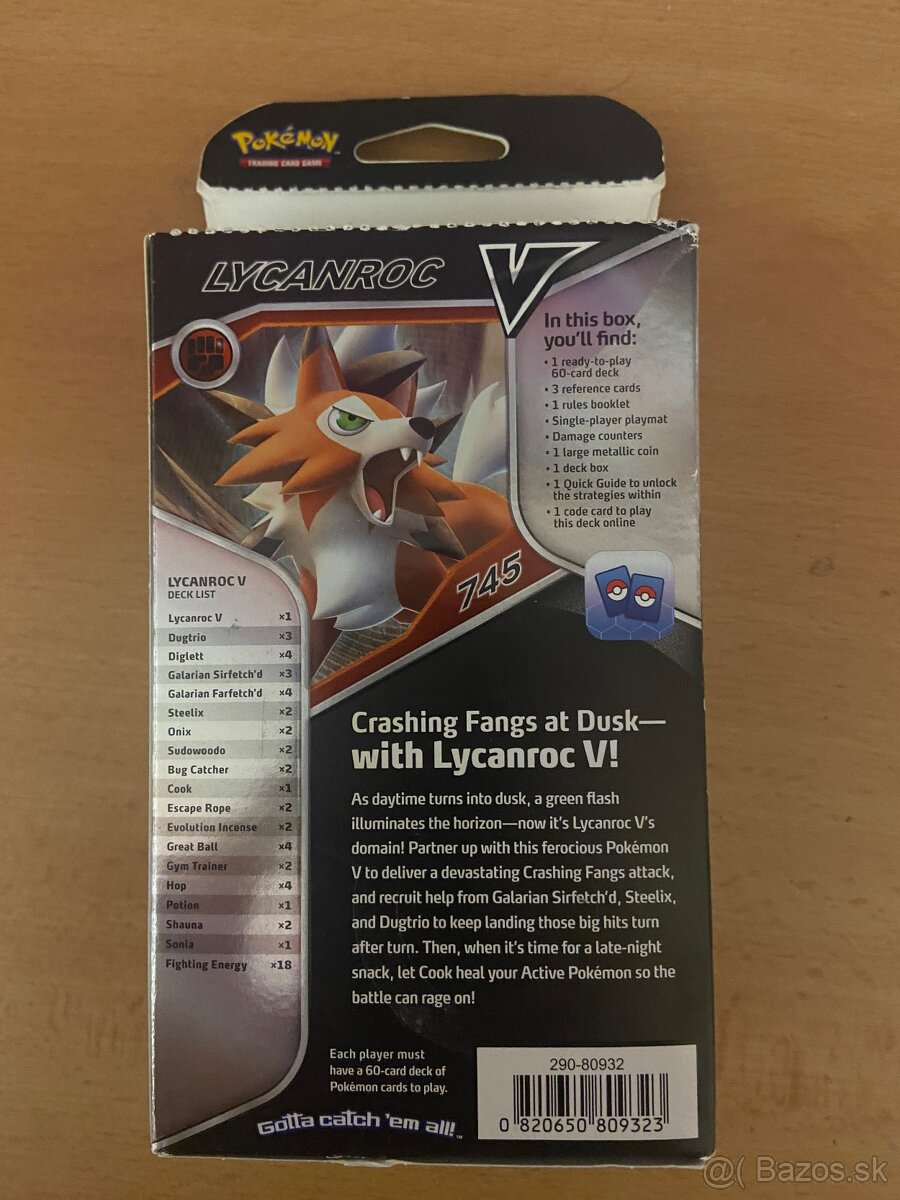 POKéMON
TRADING CARD GAME
LYCANROC V
In this box,
you'll find:
• 1 ready-to-play
60-card deck
• 3 reference cards
• 1 rules booklet
• Single-player playmat
• Damage counters
• 1 large metallic coin
• 1 deck box
• 1 Quick Guide to unlock
the strategies within
• 1 code card to play
this deck online
745
LYCANROC V
DECK LIST
Lycanroc V ×1
Dugtrio ×3
Diglett ×4
Galarian Sirfetch'd ×3
Galarian Farfetch'd ×4
Steelix ×2
Onix ×2
Sudowoodo ×2
Bug Catcher ×2
Cook ×1
Escape Rope ×2
Evolution Incense ×2
Great Ball ×4
Gym Trainer ×2
Hop ×4
Potion ×1
Shauna ×2
Sonia ×1
Fighting Energy ×18
Crashing Fangs at Dusk—
with Lycanroc V!
As daytime turns into dusk, a green flash
illuminates the horizon—now it's Lycanroc V's
domain! Partner up with this ferocious Pokémon
V to deliver a devastating Crashing Fangs attack,
and recruit help from Galarian Sirfetch'd, Steelix,
and Dugtrio to keep landing those big hits turn
after turn. Then, when it's time for a late-night
snack, let Cook heal your Active Pokémon so the
battle can rage on!
Each player must
have a 60-card deck of
Pokémon cards to play.
Gotta catch 'em all!™
290-80932
0 820650 809323
@( Bazos.sk